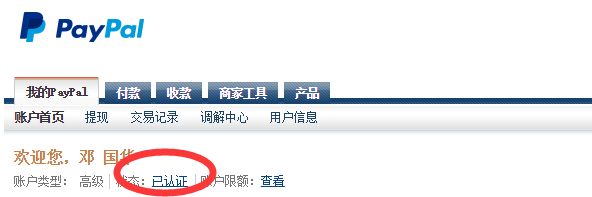 PayPal
我的PayPal 付款 收款 商家工具 产品
账户首页 提现 交易记录 调解中心 用户信息
欢迎您，邓 国华
账户类型： 高级 | 状态：已认证 | 账户限额：查看